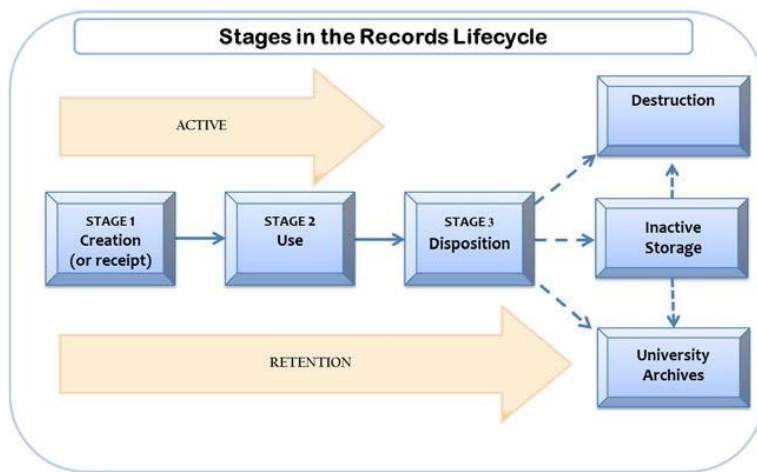 Stages in the Records Lifecycle
ACTIVE
Destruction
STAGE 1
Creation
(or receipt)
STAGE 2
Use
STAGE 3
Disposition
Inactive
Storage
RETENTION
University
Archives